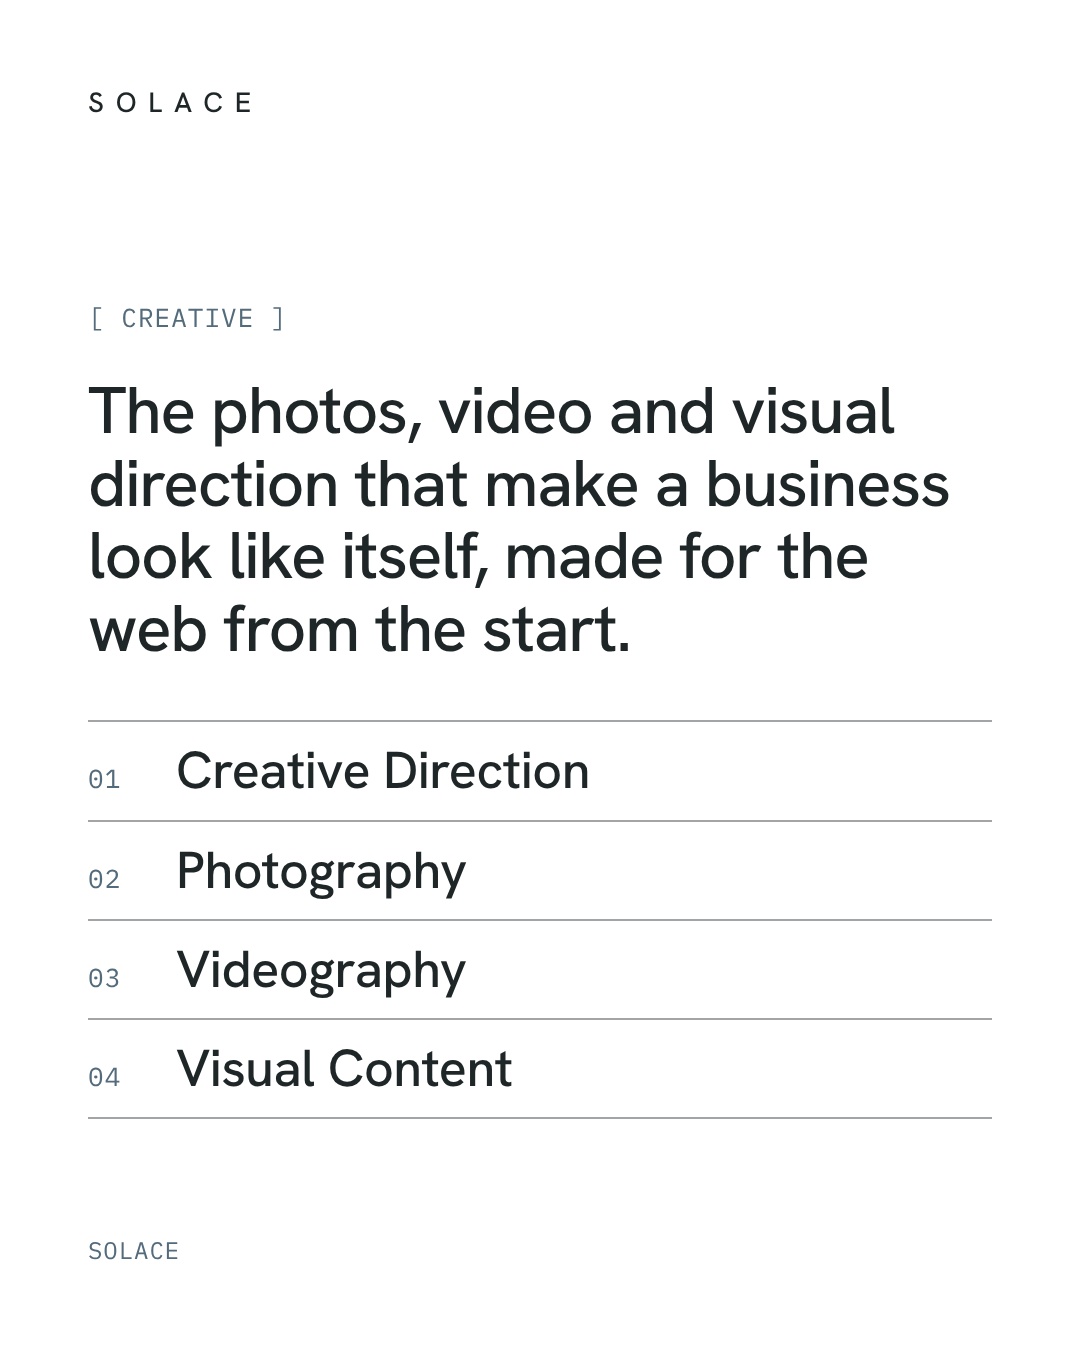 SOLACE
[ CREATIVE ]
The photos, video and visual
direction that make a business
look like itself, made for the
web from the start.
01 Creative Direction
02 Photography
03 Videography
04 Visual Content
SOLACE